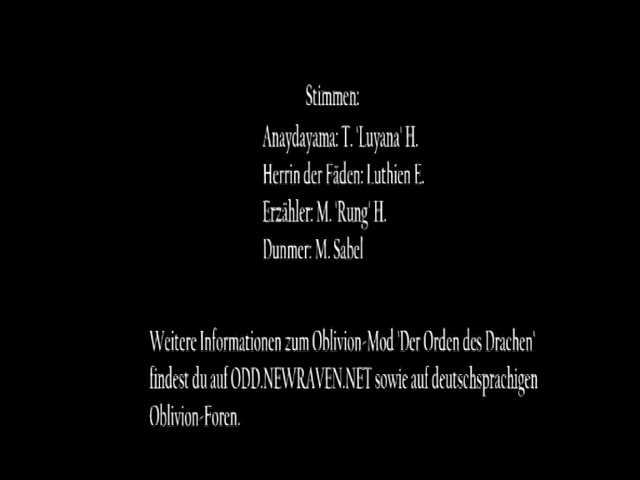 Stimmen:
Anaydayama: T. 'Luyana' H.
Herrin der Fäden: Luthien E.
Erzähler: M. 'Rung' H.
Dunmer: M. Sabel
Weitere Informationen zum Oblivion-Mod 'Der Orden des Drachen'
findest du auf ODD.NEWRAVEN.NET sowie auf deutschsprachigen
Oblivion-Foren.